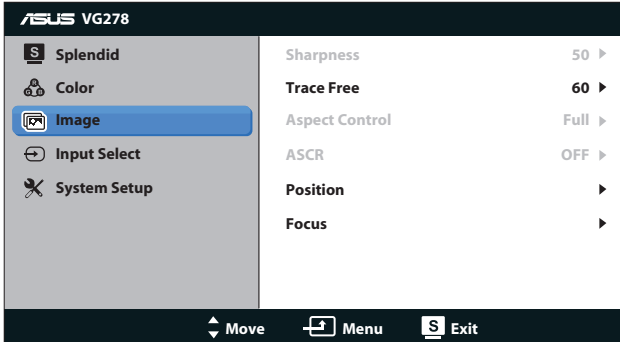 ASUS VG278
S Splendid
Color
Image
Input Select
System Setup
Sharpness 50
Trace Free 60
Aspect Control Full
ASCR OFF
Position
Focus
Move Menu S Exit